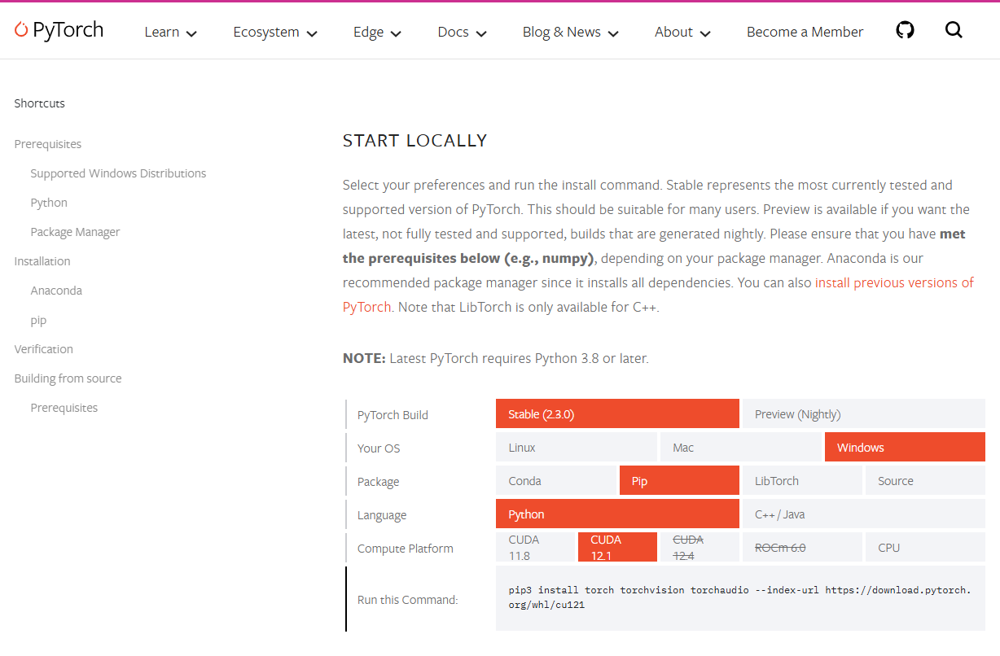 PyTorch
Learn
Ecosystem
Edge
Docs
Blog & News
About
Become a Member
Shortcuts
Prerequisites
Supported Windows Distributions
Python
Package Manager
Installation
Anaconda
pip
Verification
Building from source
Prerequisites
START LOCALLY
Select your preferences and run the install command. Stable represents the most currently tested and
supported version of PyTorch. This should be suitable for many users. Preview is available if you want the
latest, not fully tested and supported, builds that are generated nightly. Please ensure that you have met
the prerequisites below (e.g., numpy), depending on your package manager. Anaconda is our
recommended package manager since it installs all dependencies. You can also install previous versions of
PyTorch. Note that LibTorch is only available for C++.
NOTE: Latest PyTorch requires Python 3.8 or later.
PyTorch Build
Stable (2.3.0)
Preview (Nightly)
Your OS
Linux
Mac
Windows
Package
Conda
Pip
LibTorch
Source
Language
Python
C++ / Java
Compute Platform
CUDA
11.8
CUDA
12.1
CUDA
12.4
ROCm 6.0
CPU
Run this Command:
pip3 install torch torchvision torchaudio --index-url https://download.pytorch.
org/whl/cu121